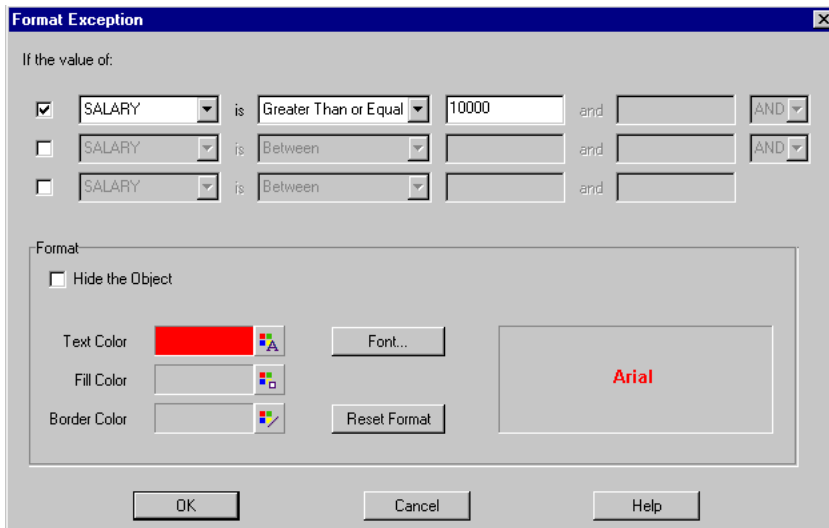 Format Exception
If the value of:
SALARY is Greater Than or Equal 10000 and AND
SALARY is Between and AND
SALARY is Between and
Format
Hide the Object
Text Color Font...
Fill Color Arial
Border Color Reset Format
OK Cancel Help